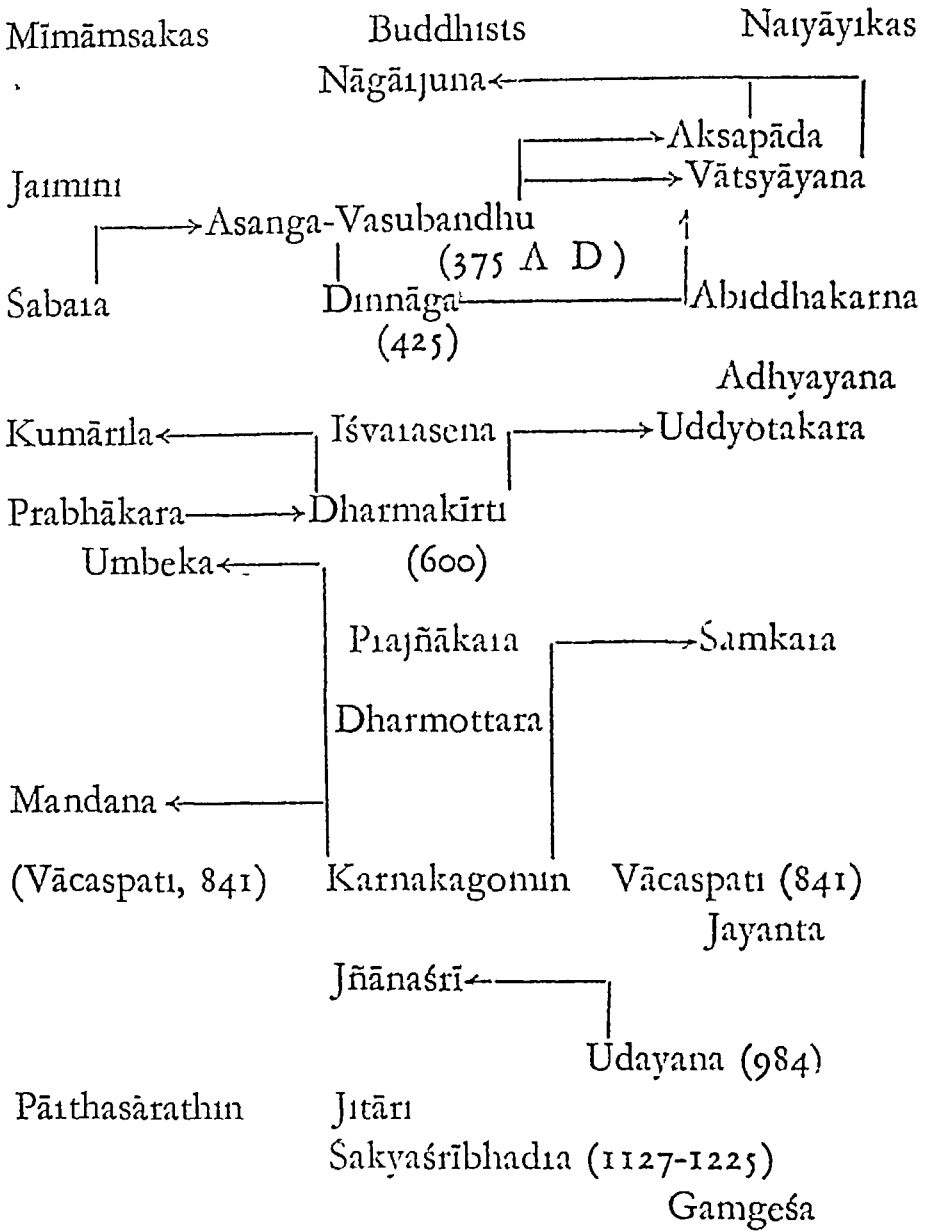 Mīmāmsakas Buddhists Naiyāyikas
Nāgārjuna
Aksapāda
Jaimini Vātsyāyana
Asanga-Vasubandhu
(375 A D)
Śabara Dinnāga Abiddhakarna
(425)
Adhyayana
Kumārila Iśvarasena Uddyotakara
Prabhākara Dharmakīrti
Umbeka (600)
Prajñākara Śamkara
Dharmottara
Mandana
(Vācaspati, 841) Karnakagomin Vācaspati (841)
Jayanta
Jñānaśrī
Udayana (984)
Pārthasārathin Jitāri
Śakyaśrībhadra (1127-1225)
Gamgeśa